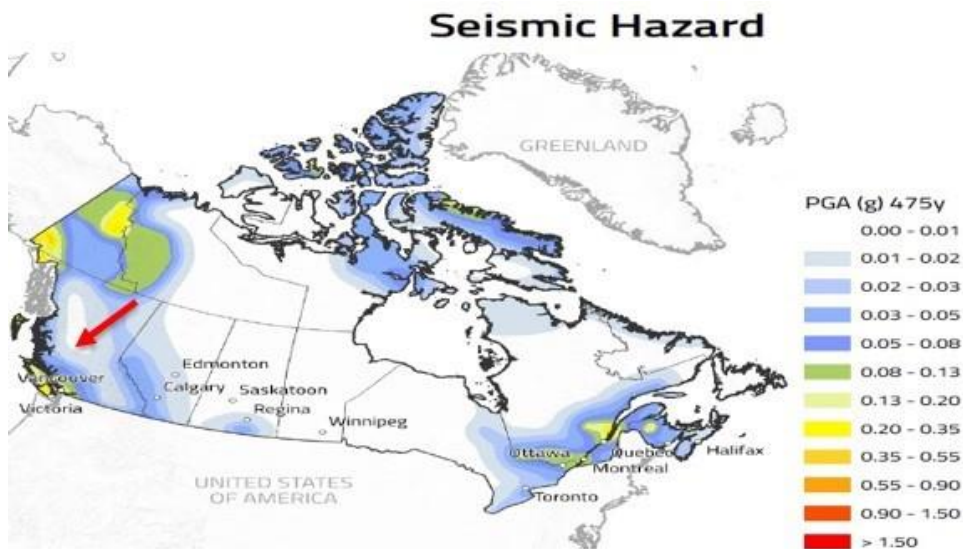 Seismic Hazard
GREENLAND
PGA (g) 475y
0.00 - 0.01
0.01 - 0.02
0.02 - 0.03
0.03 - 0.05
0.05 - 0.08
0.08 - 0.13
0.13 - 0.20
0.20 - 0.35
0.35 - 0.55
0.55 - 0.90
0.90 - 1.50
> 1.50
Edmonton
Vancouver
Calgary
Saskatoon
Victoria
Regina
Winnipeg
Ottawa
Quebec
Halifax
Montreal
Toronto
UNITED STATES
OF AMERICA